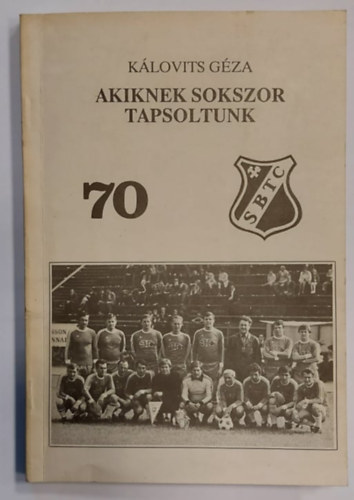 KÁLOVITS GÉZA
AKIKNEK SOKSZOR
TAPSOLTUNK
70
SBTC